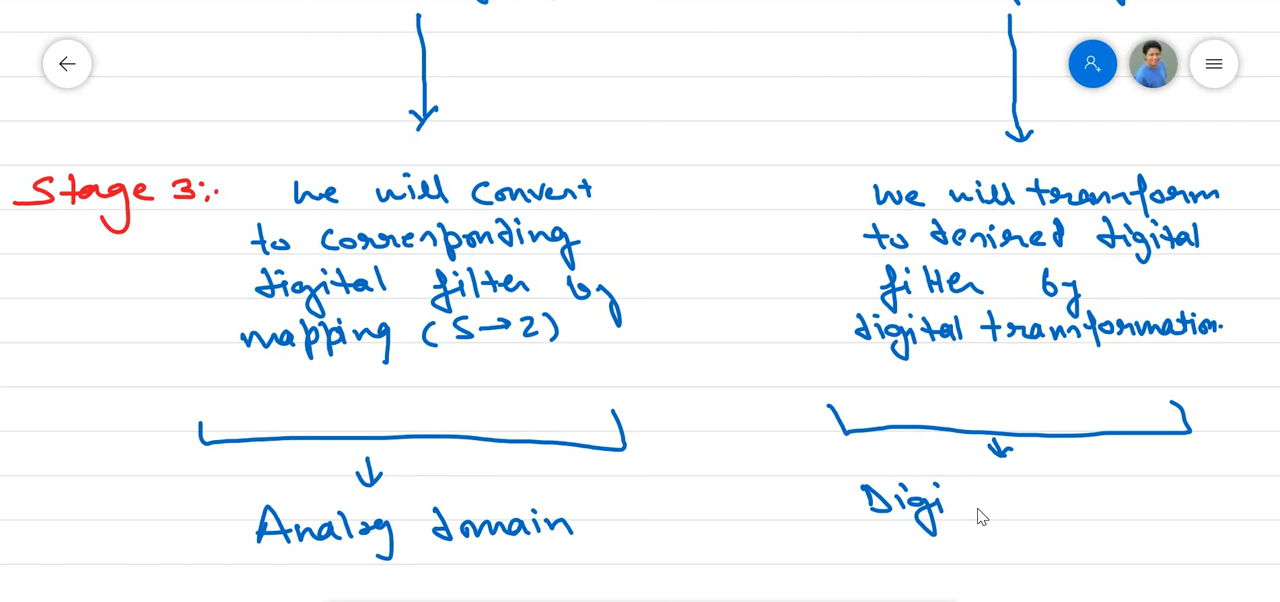 Stage 3:
we will convert
to corresponding
digital filter by
mapping (S→Z)
Analog domain
we will transform
to desired digital
filter by
digital transformation.
Digi